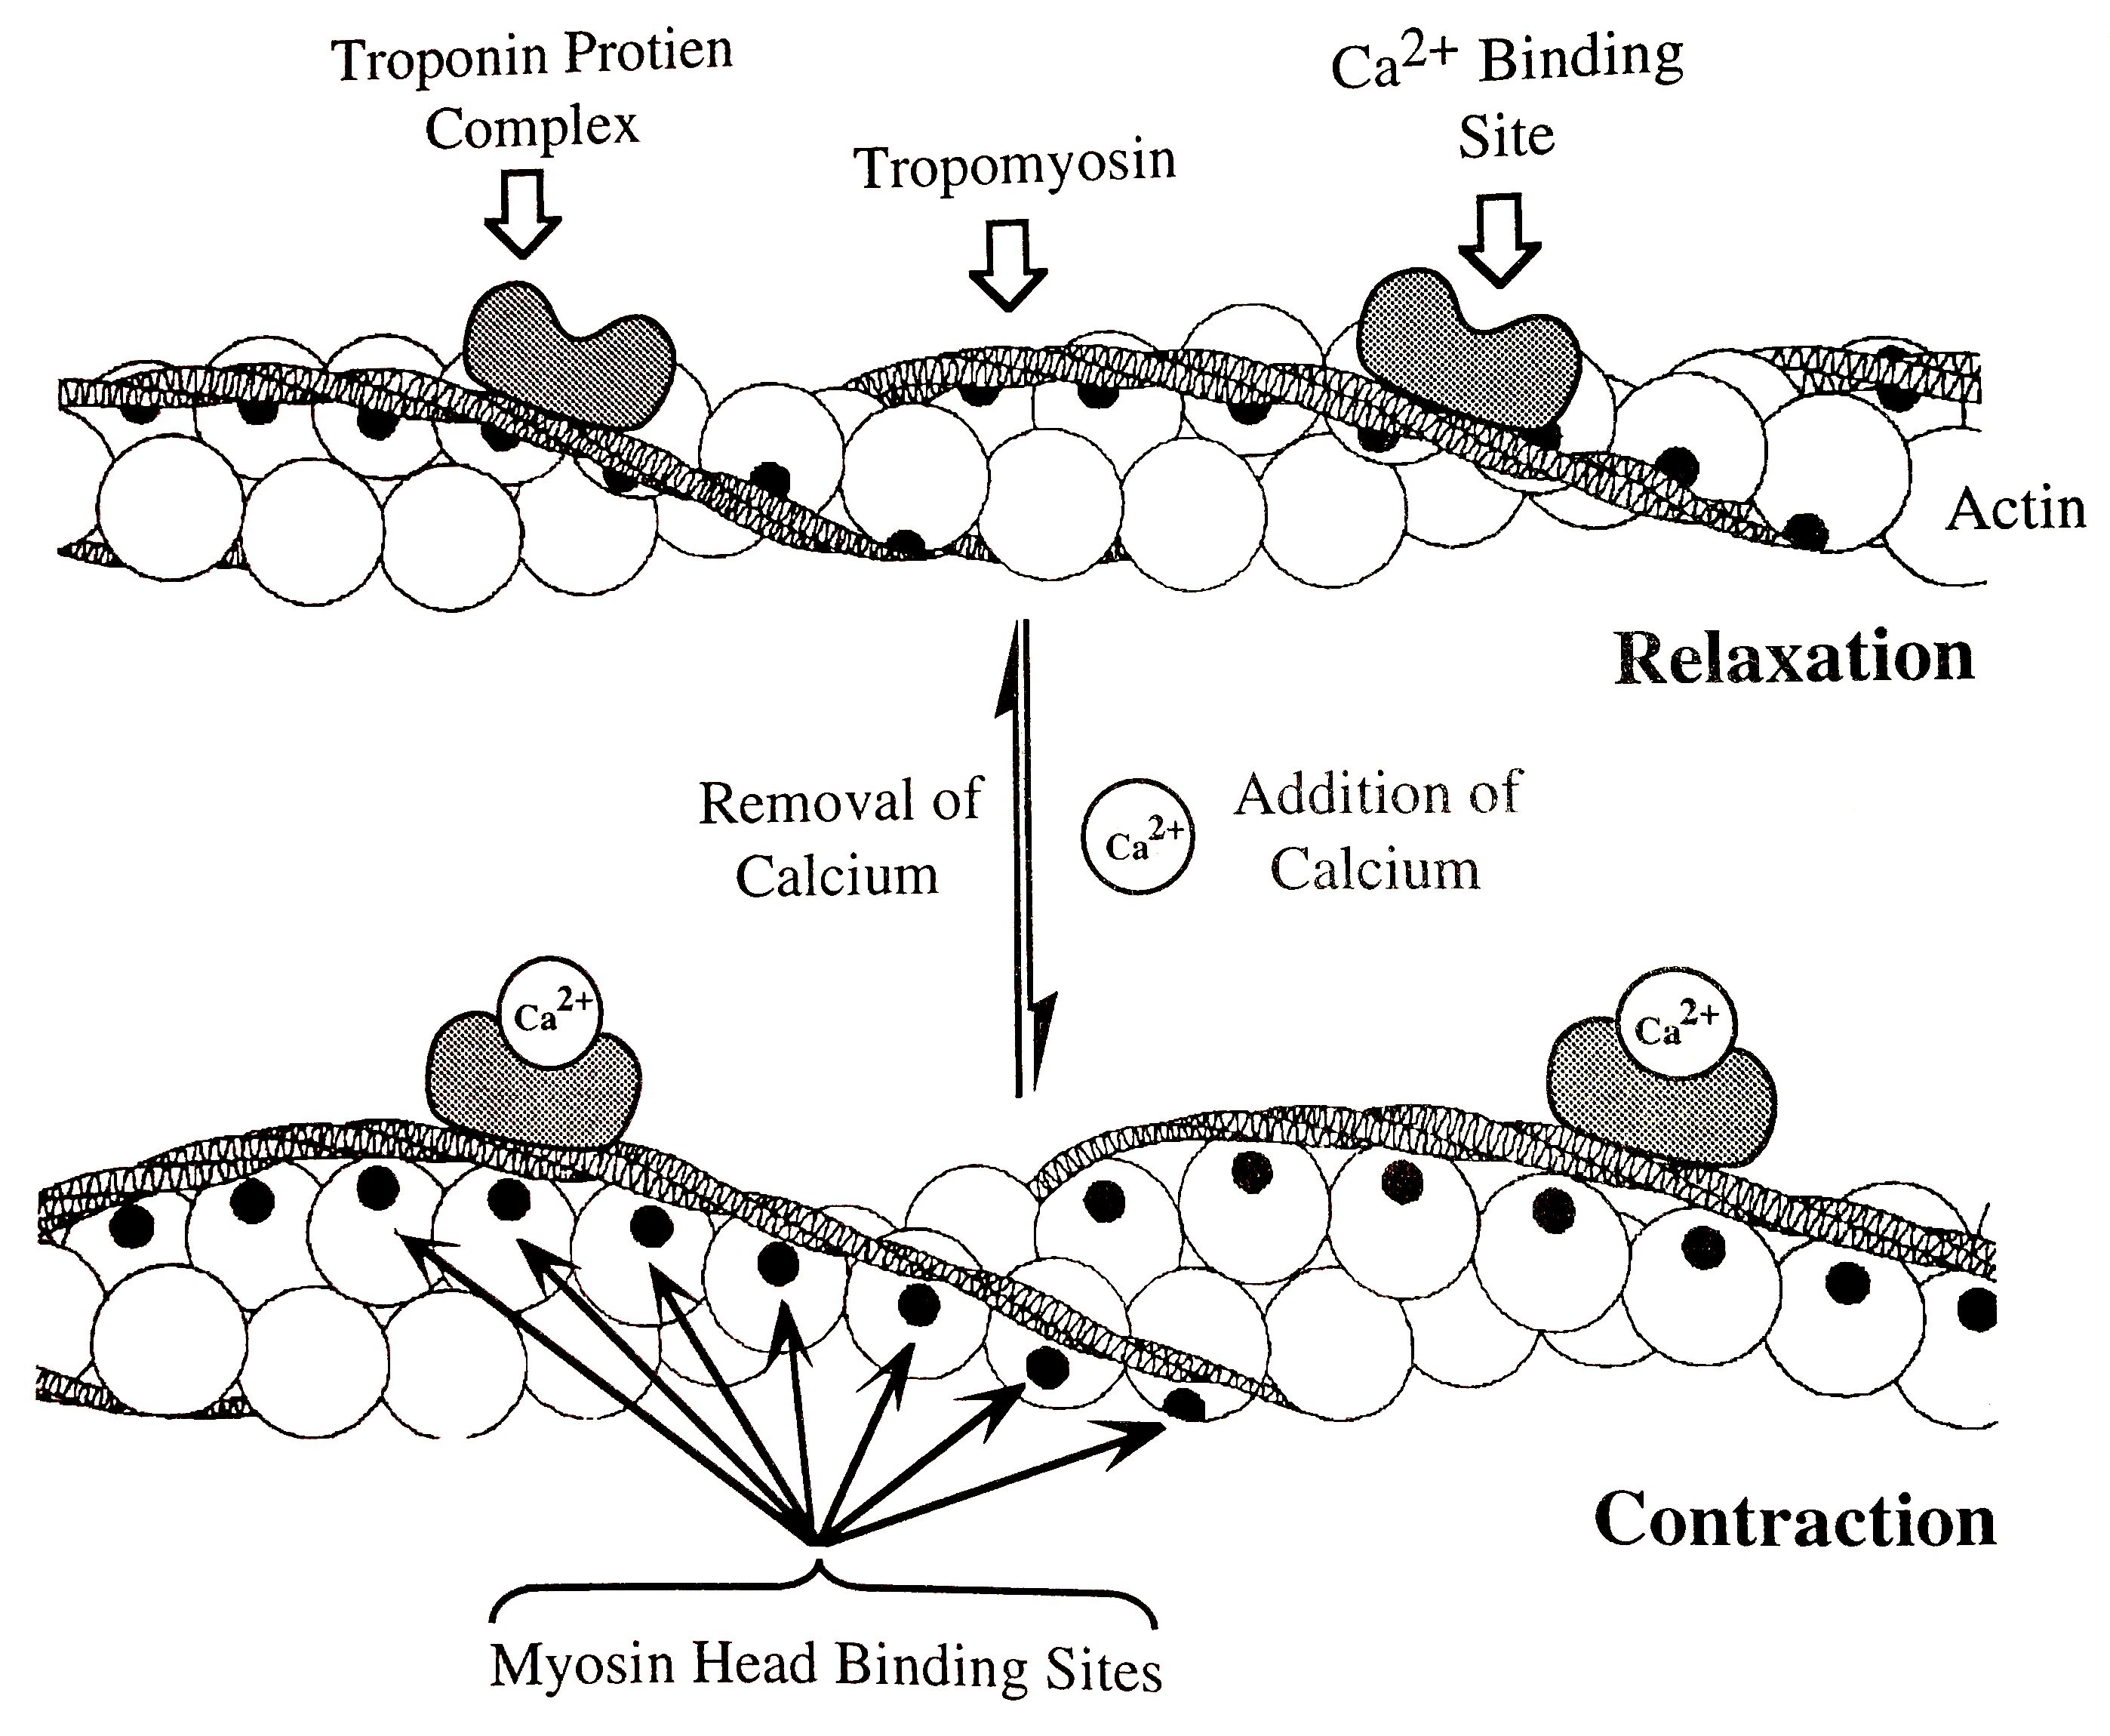 Troponin Protien
Complex
Tropomyosin
Ca2+ Binding
Site
Actin
Relaxation
Removal of
Calcium
Ca2+
Addition of
Calcium
Ca2+
Ca2+
Contraction
Myosin Head Binding Sites